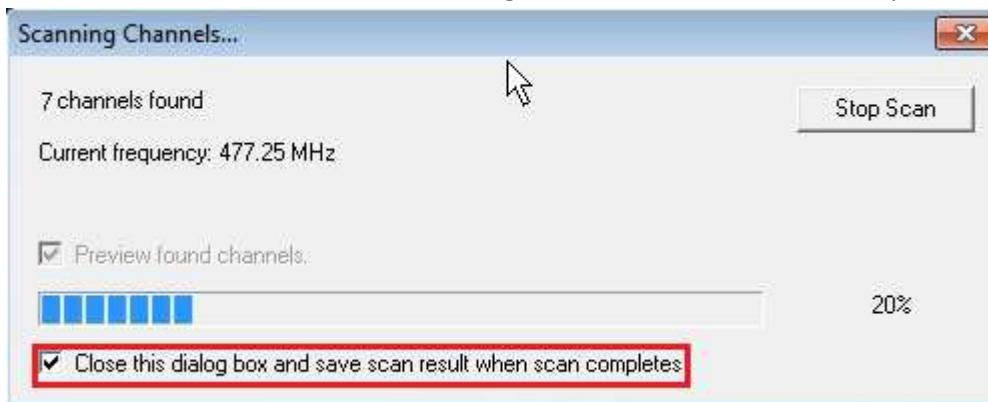 Scanning Channels...
7 channels found
Stop Scan
Current frequency: 477.25 MHz
Preview found channels.
20%
Close this dialog box and save scan result when scan completes